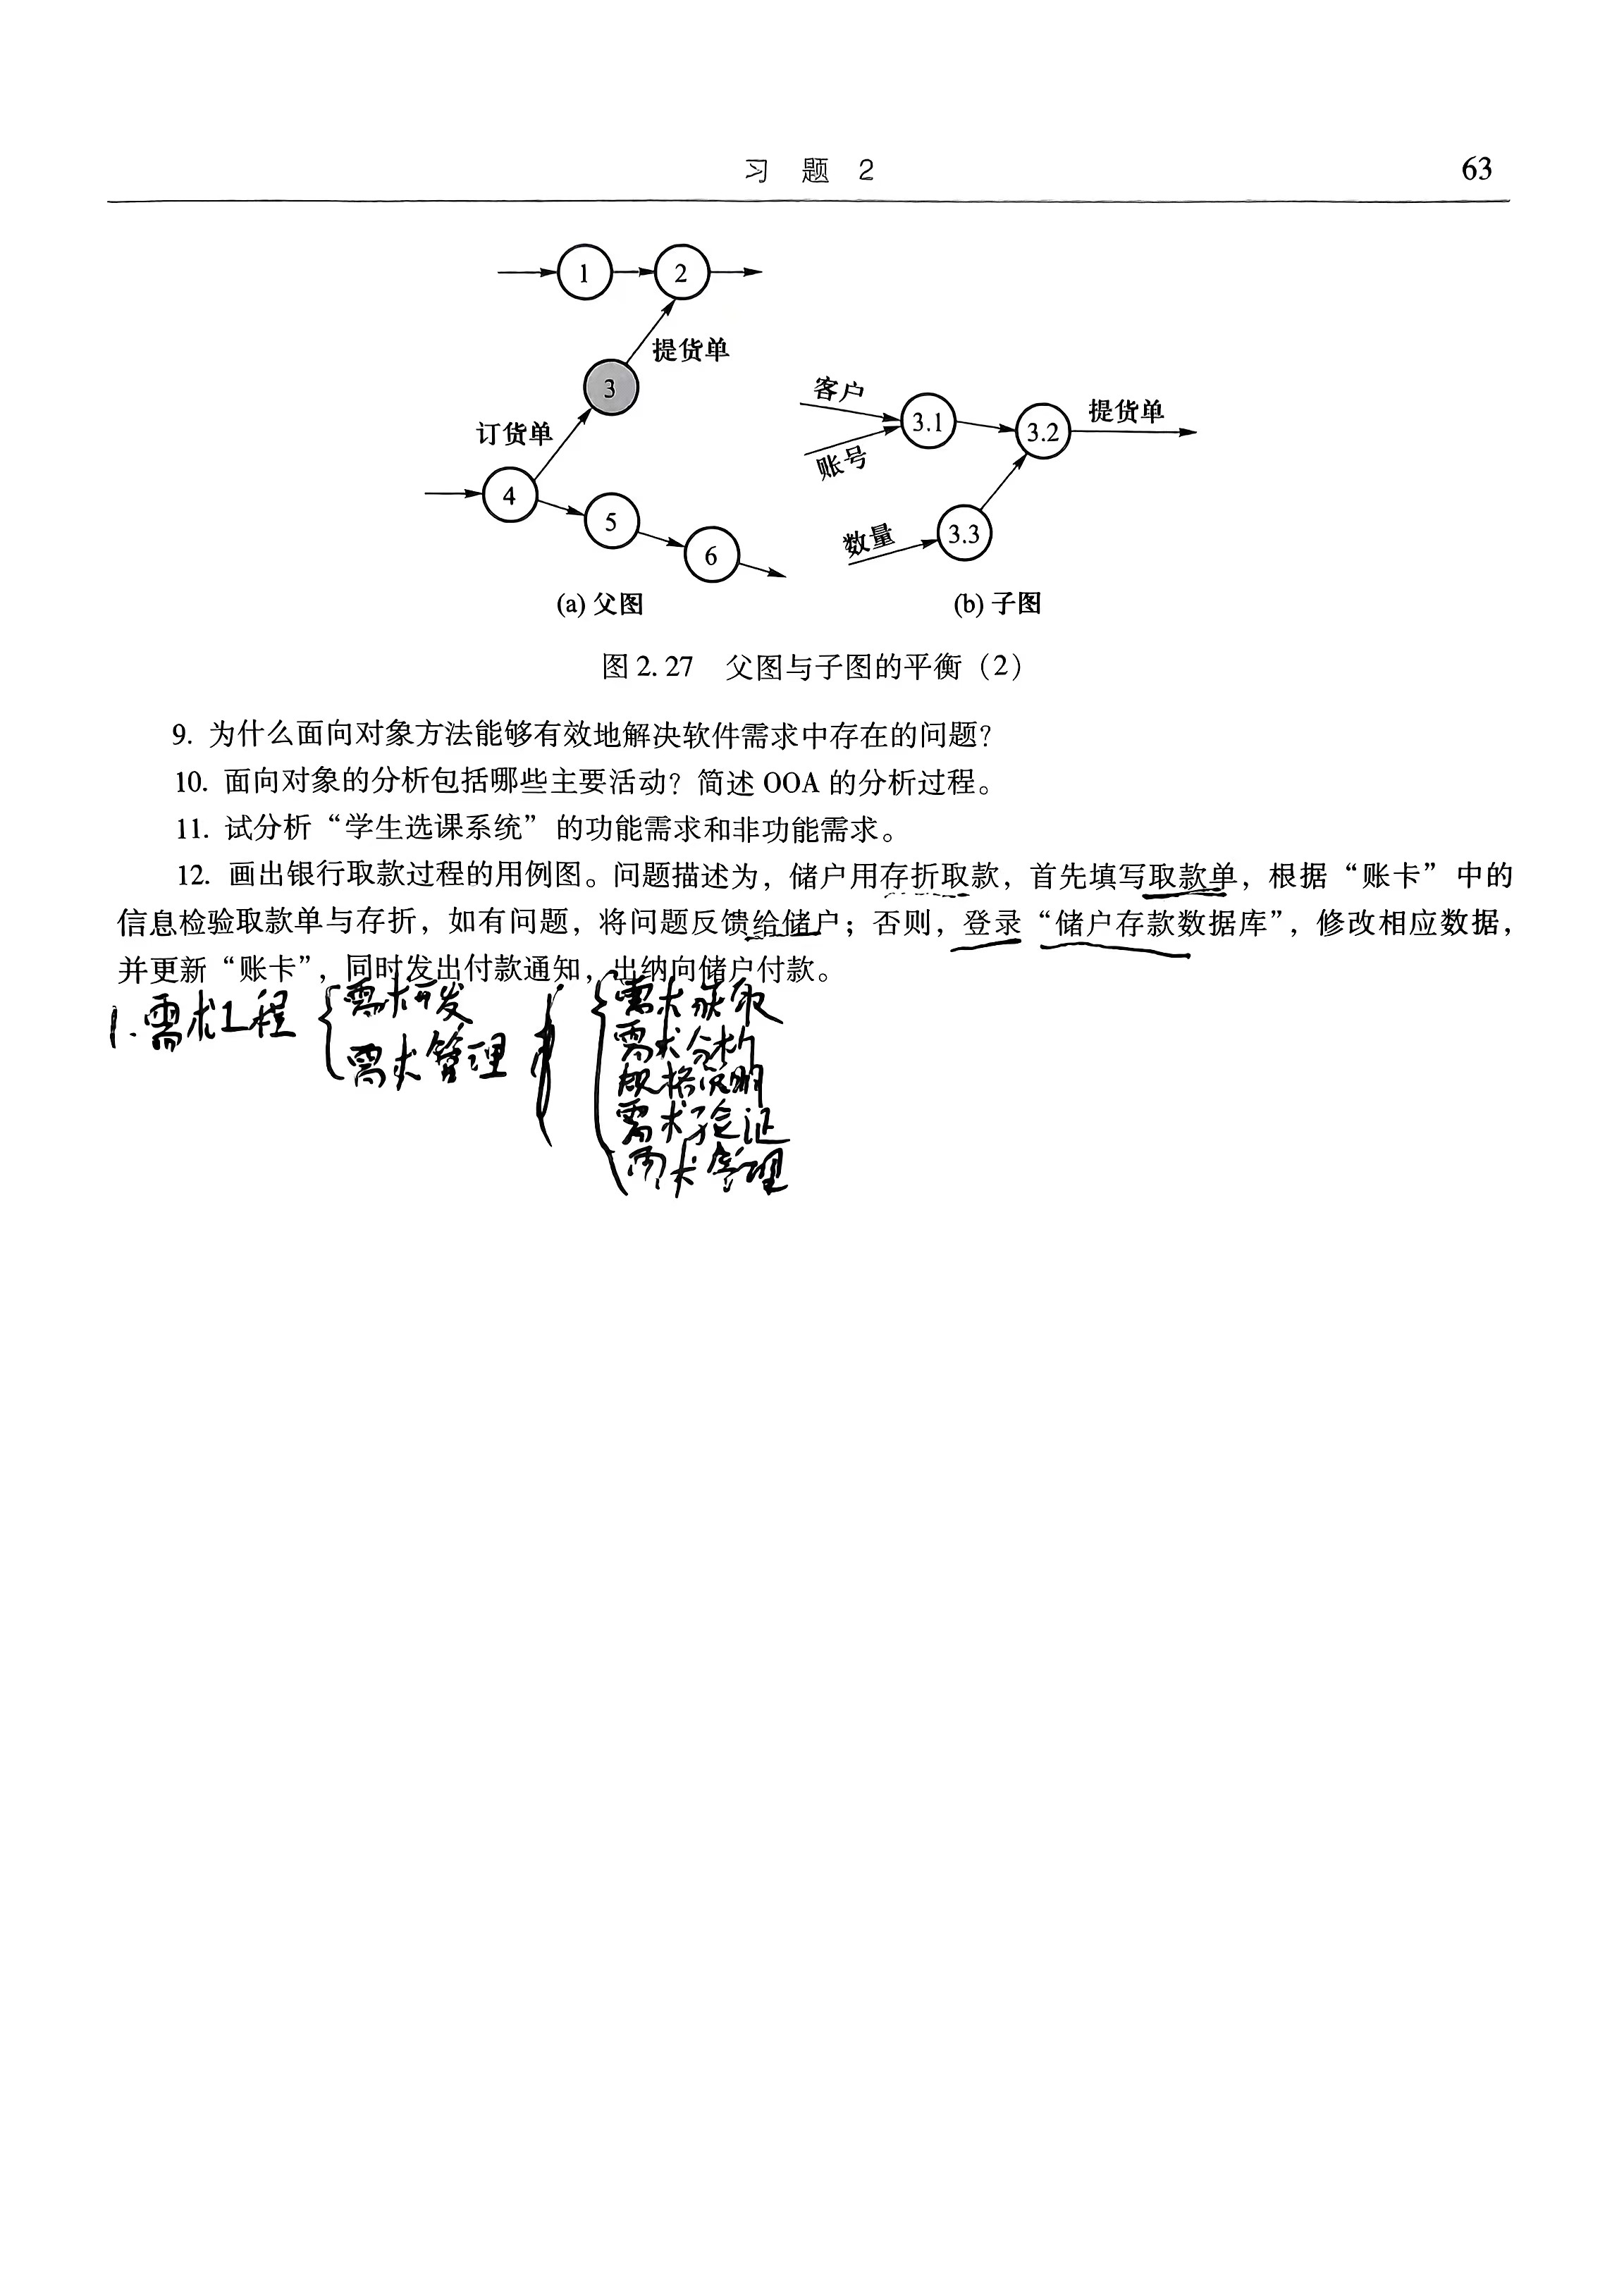 习 题 2 63
1 2
提货单
3
订货单
4
5
6
客户
账号
3.1
3.2
提货单
数量
3.3
(a) 父图
(b) 子图
图 2.27 父图与子图的平衡（2）
9. 为什么面向对象方法能够有效地解决软件需求中存在的问题？
10. 面向对象的分析包括哪些主要活动？简述 OOA 的分析过程。
11. 试分析“学生选课系统”的功能需求和非功能需求。
12. 画出银行取款过程的用例图。问题描述为，储户用存折取款，首先填写取款单，根据“账卡”中的
信息检验取款单与存折，如有问题，将问题反馈给储户；否则，登录“储户存款数据库”，修改相应数据，
并更新“账卡”，同时发出付款通知，出纳向储户付款。
1. 需求工程
需求开发
需求管理
需求获取
需求分析
规格说明
需求验证
需求管理